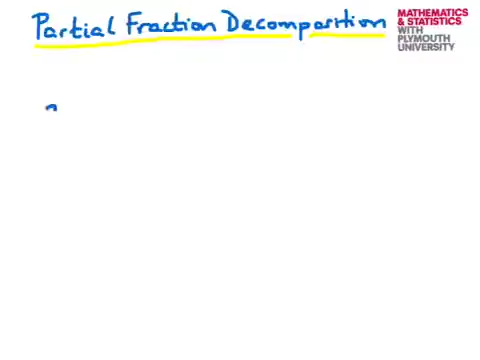 Partial Fraction Decomposition
MATHEMATICS
& STATISTICS
WITH
PLYMOUTH
UNIVERSITY